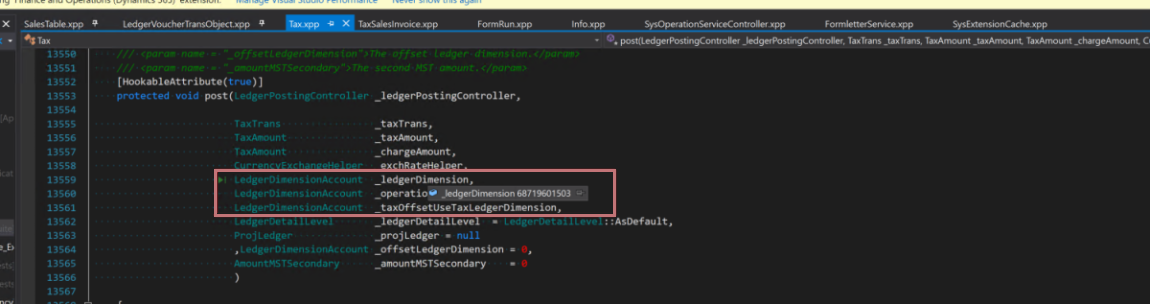 Finance and Operations (Dynamics 365)" extension. Manage Visual Studio Performance Never show this again
SalesTable.xpp LedgerVoucherTransObject.xpp Tax.xpp TaxSalesInvoice.xpp FormRun.xpp Info.xpp SysOperationServiceController.xpp FormletterService.xpp SysExtensionCache.xpp
Tax post(LedgerPostingController _ledgerPostingController, TaxTrans _taxTrans, TaxAmount _taxAmount, TaxAmount _chargeAmount, C
13550 /// <param name = "_offsetLedgerDimension">The offset ledger dimension.</param>
13551 /// <param name = "_amountMSTSecondary">The second MST amount.</param>
13552 [HookableAttribute(true)]
13553 protected void post(LedgerPostingController _ledgerPostingController,
13554
13555 TaxTrans _taxTrans,
13556 TaxAmount _taxAmount,
13557 TaxAmount _chargeAmount,
13558 CurrencyExchangeHelper _exchRateHelper,
13559 LedgerDimensionAccount _ledgerDimension,
13560 LedgerDimensionAccount _operatio _ledgerDimension 68719601503
13561 LedgerDimensionAccount _taxOffsetUseTaxLedgerDimension,
13562 LedgerDetailLevel _ledgerDetailLevel = LedgerDetailLevel::AsDefault,
13563 ProjLedger _projLedger = null
13564 ,LedgerDimensionAccount _offsetLedgerDimension = 0,
13565 AmountMSTSecondary _amountMSTSecondary = 0
13566 )
13567